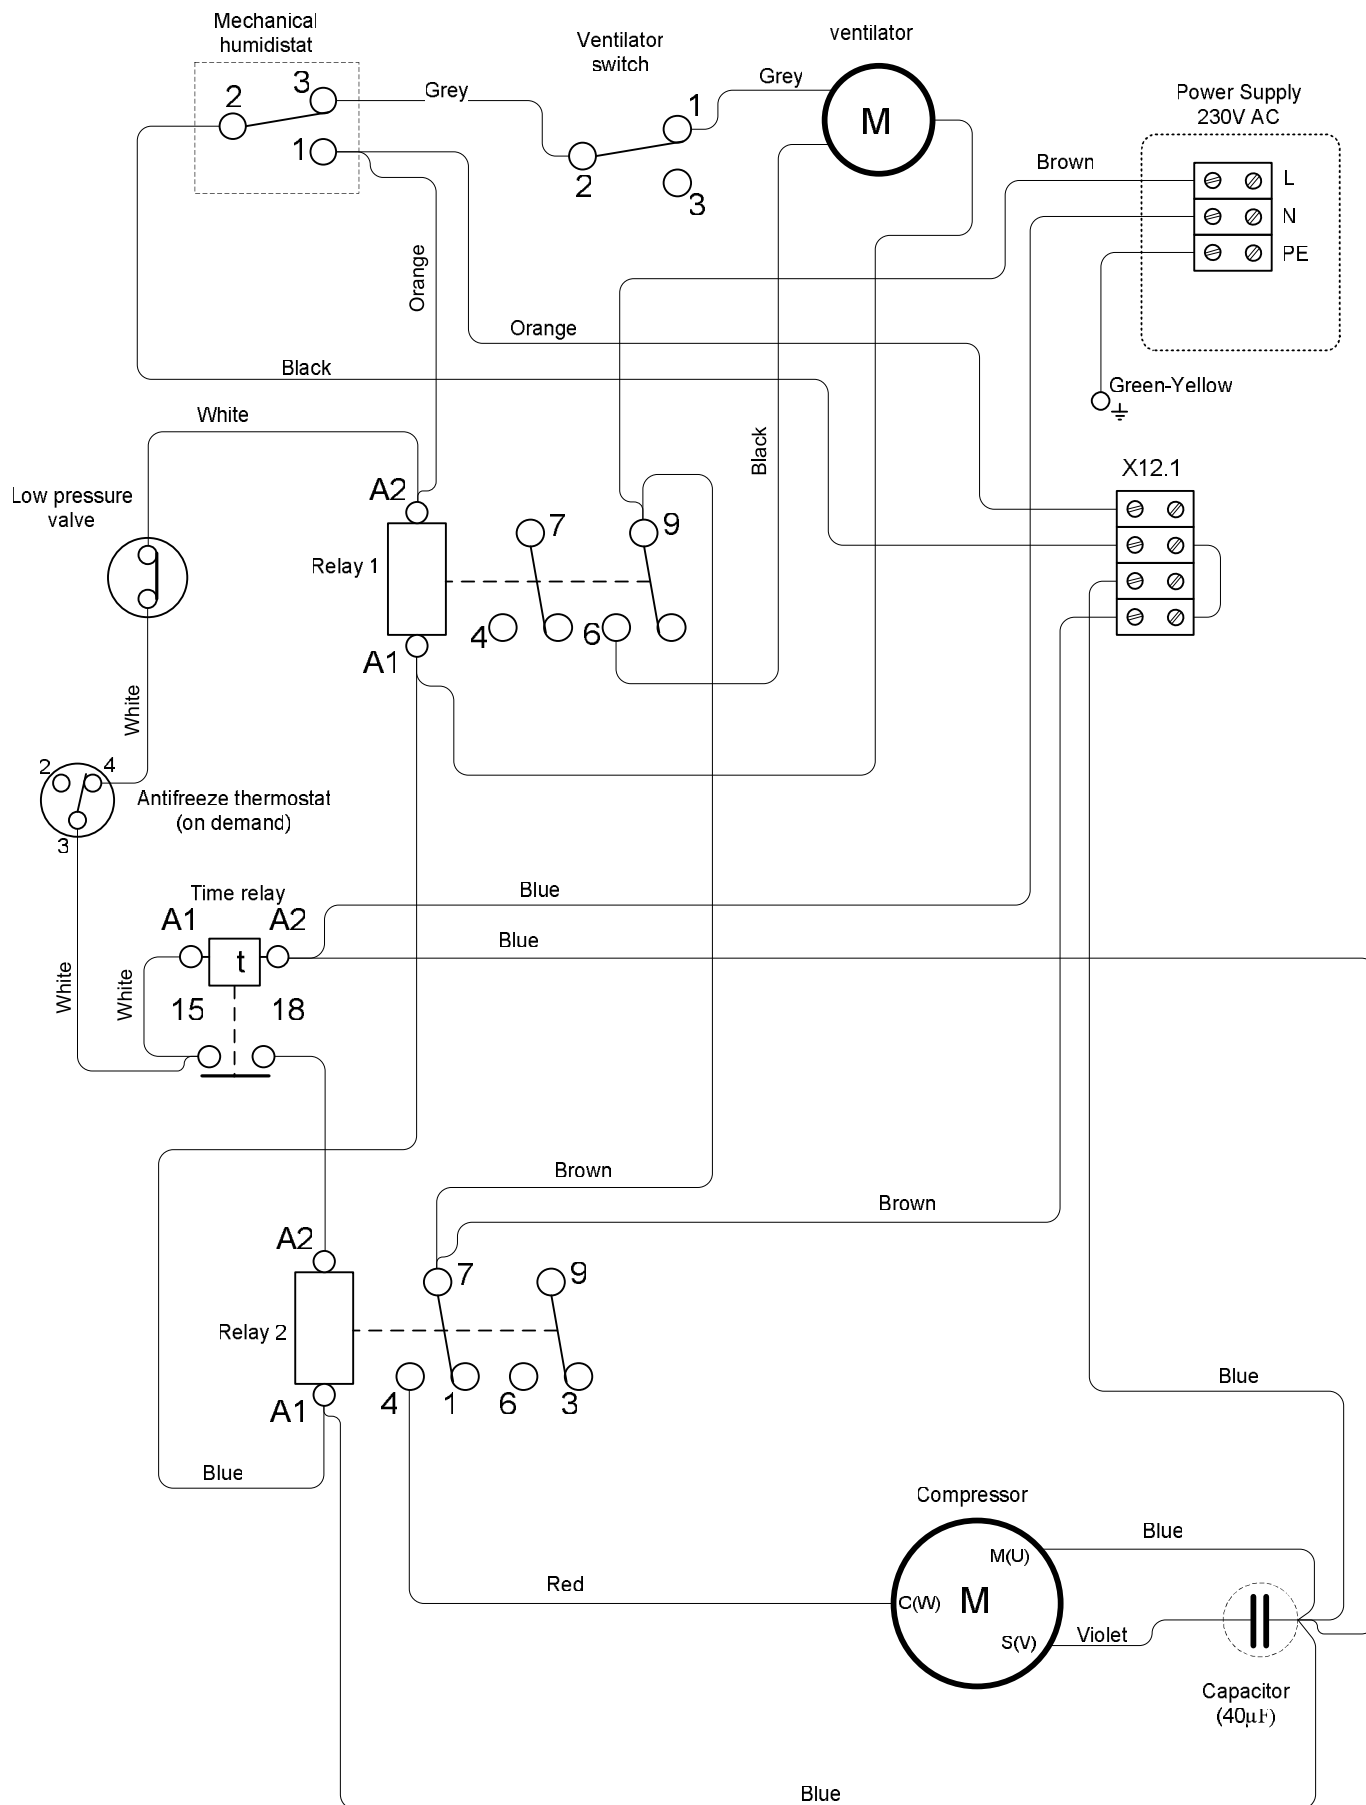 Mechanical
humidistat
Ventilator
switch
ventilator
Power Supply
230V AC
3
2
1
Grey
1
2
3
Grey
M
Brown
L
N
PE
Orange
Orange
Black
Green-Yellow
White
Black
X12.1
Low pressure
valve
A2
7
9
Relay 1
4
6
A1
White
2
4
Antifreeze thermostat
(on demand)
3
Time relay
A1
A2
t
Blue
Blue
White
White
15
18
Brown
Brown
A2
7
9
Relay 2
4
1
6
3
A1
Blue
Blue
Compressor
Blue
M(U)
C(W)
M
S(V)
Red
Violet
Capacitor
(40µF)
Blue